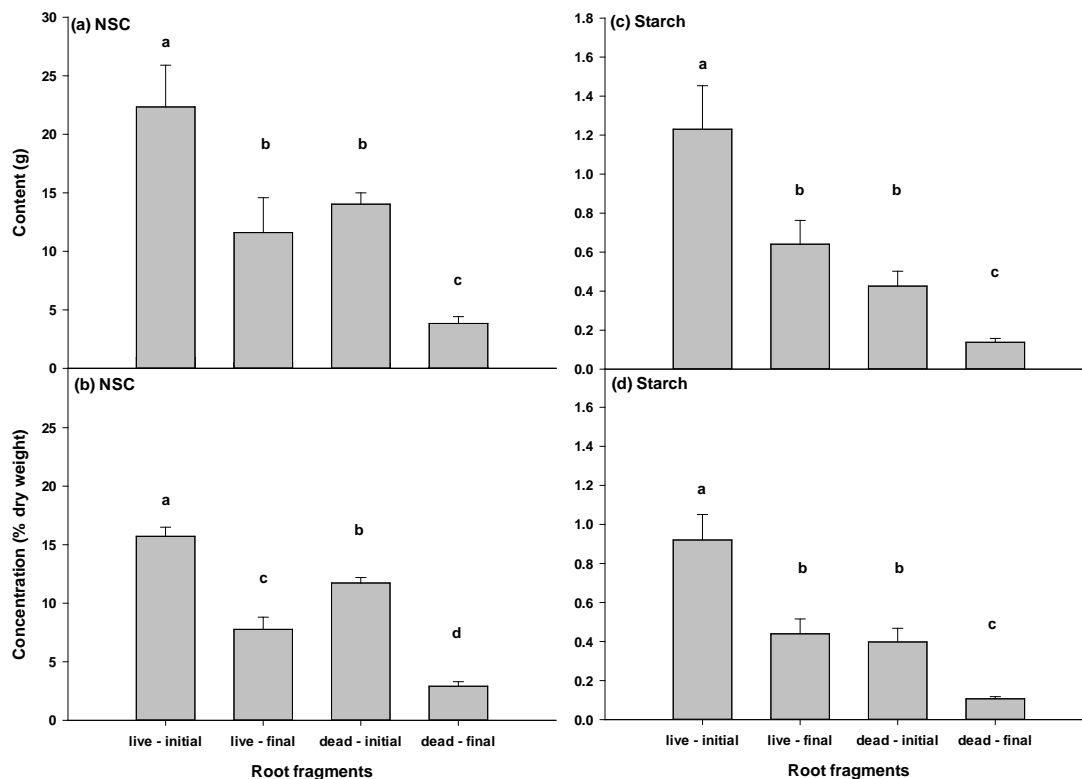 (a) NSC
30
25
20
15
10
5
0
Content (g)
a
b
b
c
(c) Starch
1.8
1.6
1.4
1.2
1.0
0.8
0.6
0.4
0.2
0.0
a
b
b
c
(b) NSC
25
20
15
10
5
0
Concentration (% dry weight)
a
c
b
d
live - initial
live - final
dead - initial
dead - final
Root fragments
(d) Starch
1.6
1.4
1.2
1.0
0.8
0.6
0.4
0.2
0.0
a
b
b
c
live - initial
live - final
dead - initial
dead - final
Root fragments